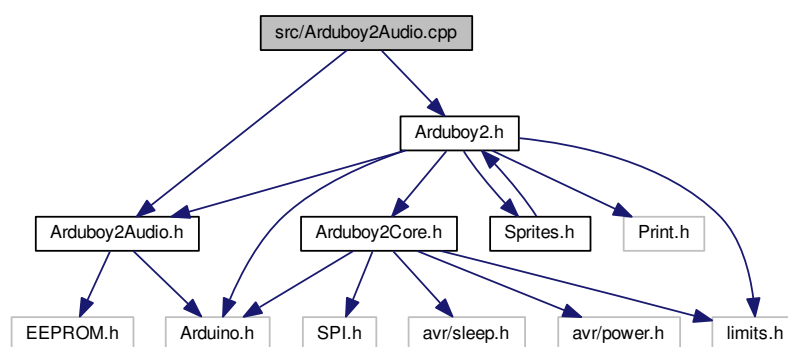 src/Arduboy2Audio.cpp
Arduboy2.h
Arduboy2Audio.h
Arduboy2Core.h
Sprites.h
Print.h
EEPROM.h
Arduino.h
SPI.h
avr/sleep.h
avr/power.h
limits.h